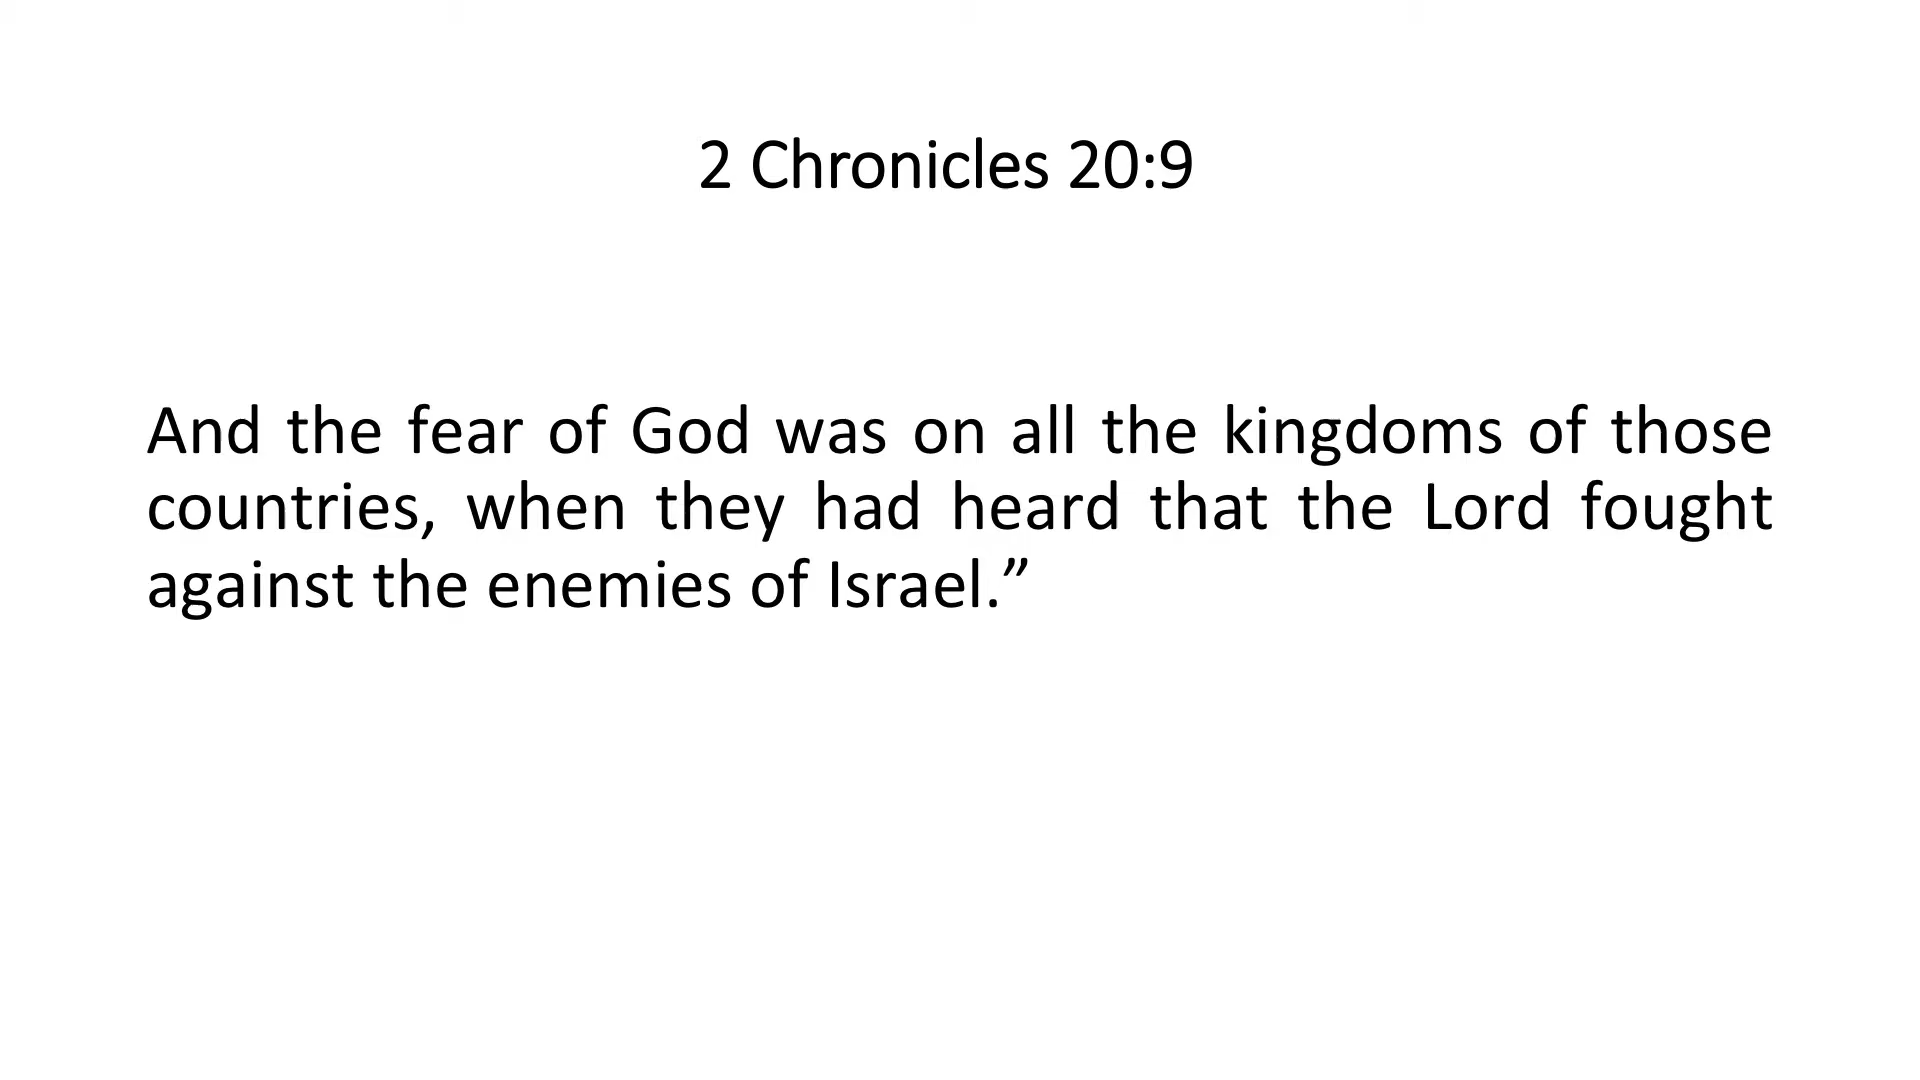 2 Chronicles 20:9
And the fear of God was on all the kingdoms of those
countries, when they had heard that the Lord fought
against the enemies of Israel.”